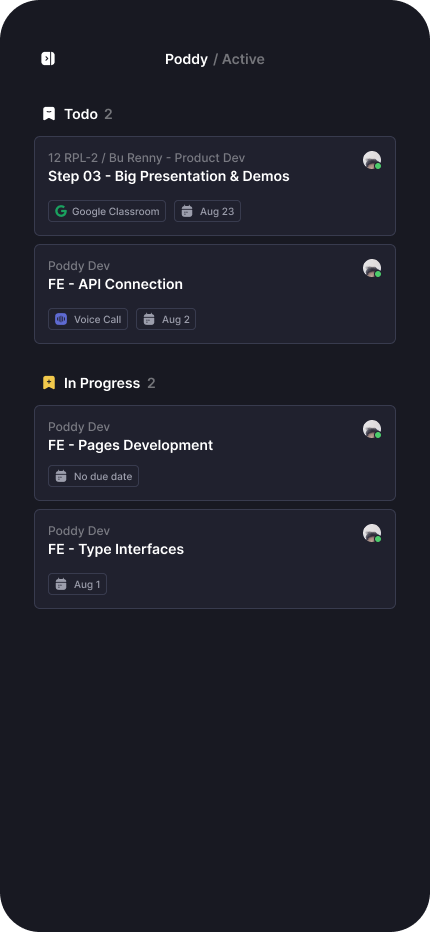 Poddy / Active
Todo 2
12 RPL-2 / Bu Renny - Product Dev
Step 03 - Big Presentation & Demos
Google Classroom Aug 23
Poddy Dev
FE - API Connection
Voice Call Aug 2
In Progress 2
Poddy Dev
FE - Pages Development
No due date
Poddy Dev
FE - Type Interfaces
Aug 1